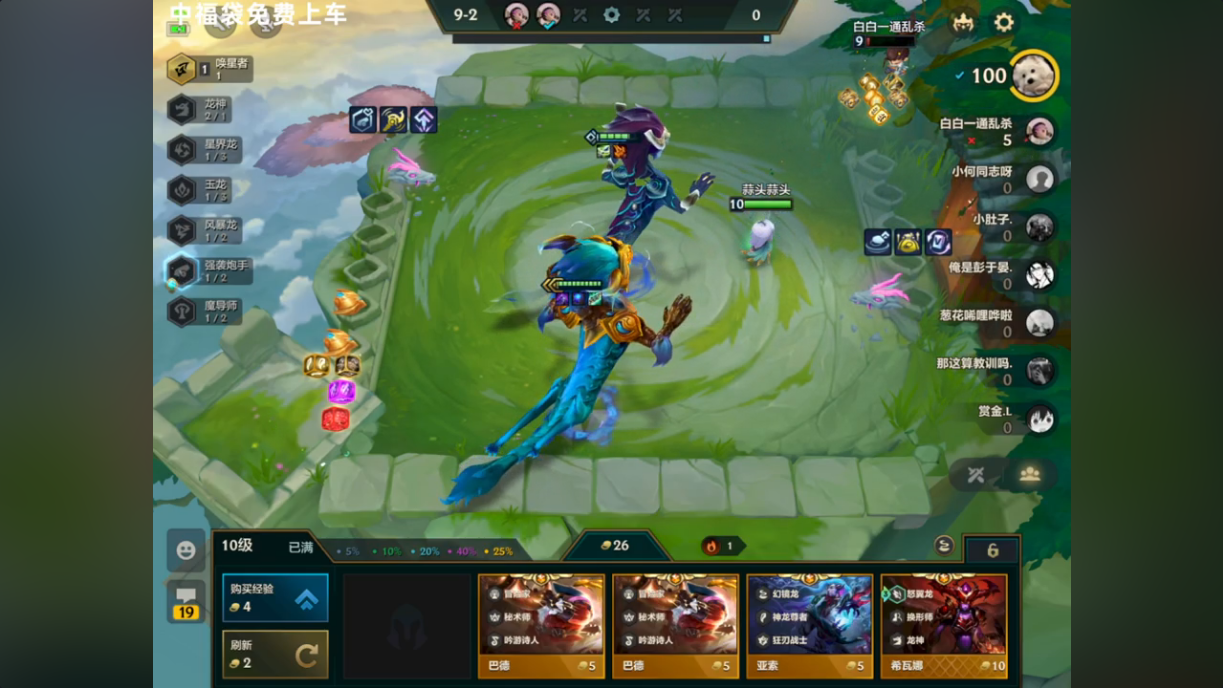 中福袋免费上车
9-2
0
白白一通乱杀
9
1
唤星者
1
100
龙神
2/1
白白一通乱杀
5
星界龙
1/3
小何同志呀
0
玉龙
1/3
蒜头蒜头
10
小肚子.
0
风暴龙
1/2
强袭炮手
1/2
俺是彭于晏.
0
魔导师
1/2
葱花唏哩哗啦
0
那这算教训吗.
0
赏金.L
0
10级
已满
5%
10%
20%
40%
25%
26
1
6
购买经验
4
刷新
2
19
冒险家
秘术师
吟游诗人
巴德
5
冒险家
秘术师
吟游诗人
巴德
5
幻镜龙
神龙尊者
狂刃战士
亚索
5
怒翼龙
换形师
龙神
希瓦娜
10